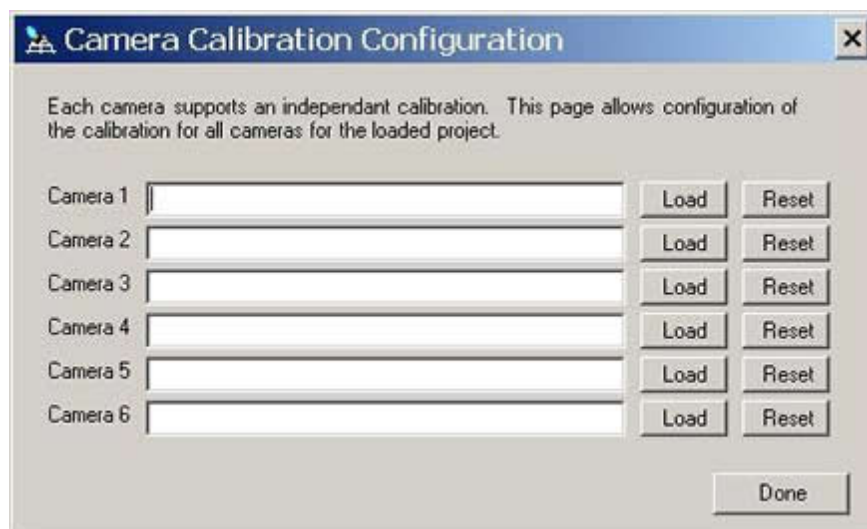 Camera Calibration Configuration
Each camera supports an independant calibration. This page allows configuration of
the calibration for all cameras for the loaded project.
Camera 1 Load Reset
Camera 2 Load Reset
Camera 3 Load Reset
Camera 4 Load Reset
Camera 5 Load Reset
Camera 6 Load Reset
Done